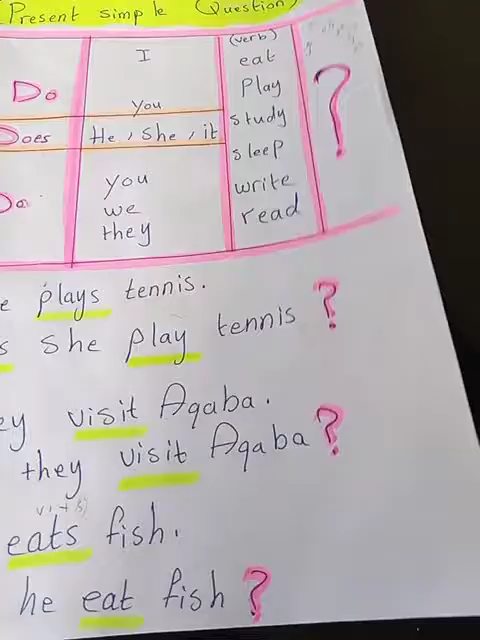 Present simple (Question)
(verb)
I eat
Do play
you
Does He, she, it study
sleep
Do you write
we read
they
?
plays tennis.
she play tennis ?
visit Aqaba.
they visit Aqaba ?
eats fish.
he eat fish ?